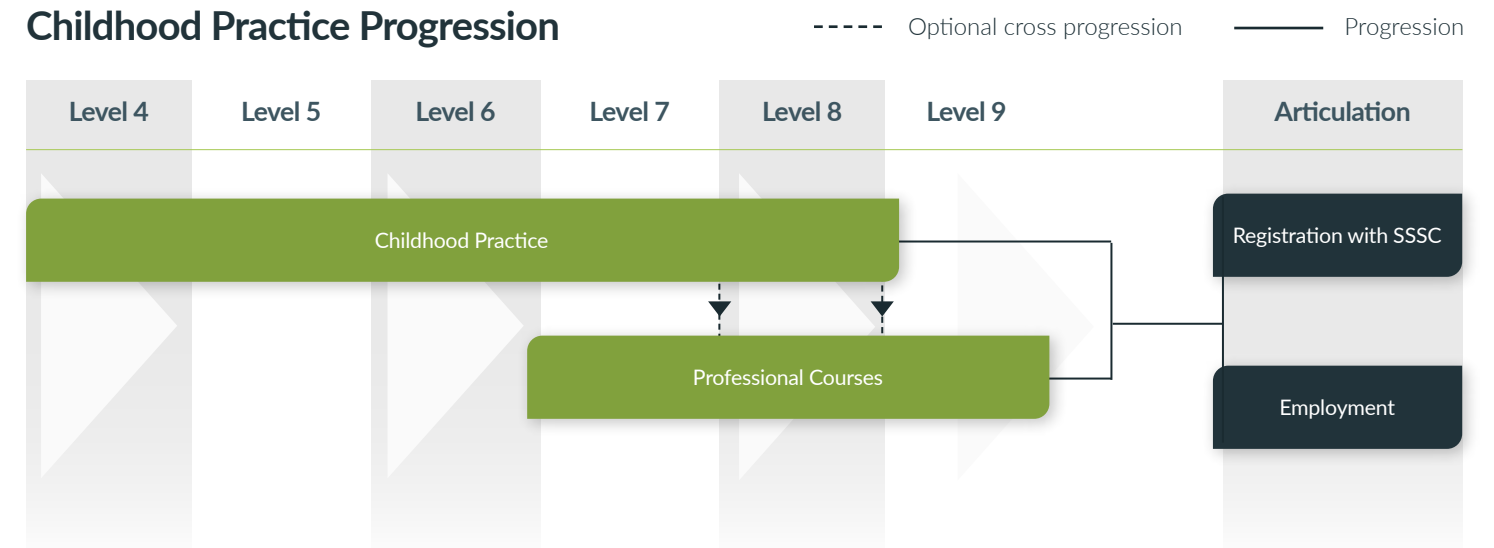 Childhood Practice Progression
Optional cross progression
Progression
Level 4
Level 5
Level 6
Level 7
Level 8
Level 9
Articulation
Childhood Practice
Registration with SSSC
Professional Courses
Employment